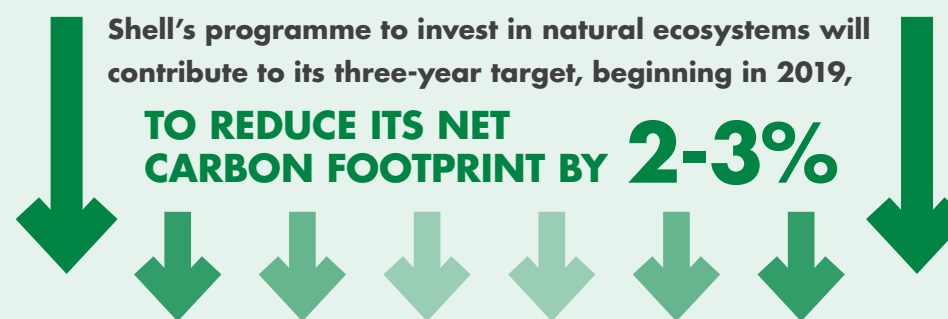 Shell’s programme to invest in natural ecosystems will
contribute to its three-year target, beginning in 2019,
TO REDUCE ITS NET
CARBON FOOTPRINT BY 2-3%